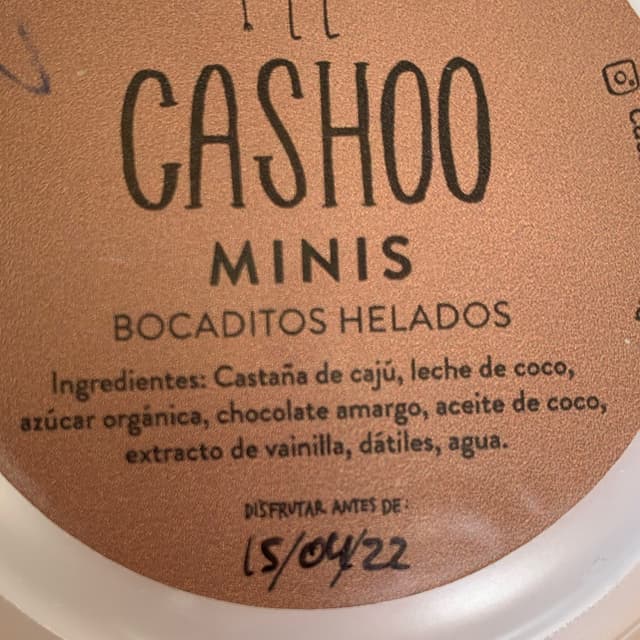 CASHOO
MINIS
BOCADITOS HELADOS
Ingredientes: Castaña de cajú, leche de coco,
azúcar orgánica, chocolate amargo, aceite de coco,
extracto de vainilla, dátiles, agua.
DISFRUTAR ANTES DE:
15/04/22